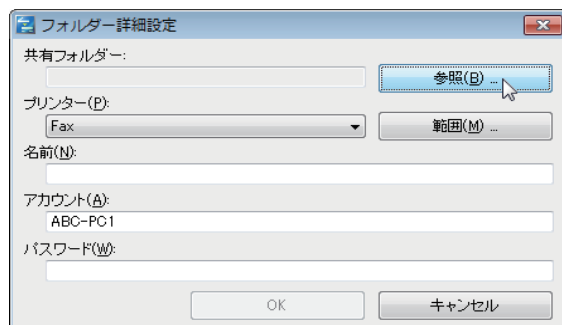 フォルダー詳細設定
共有フォルダー:
参照(B) ...
プリンター(P):
Fax
範囲(M) ...
名前(N):
アカウント(A):
ABC-PC1
パスワード(W):
OK キャンセル